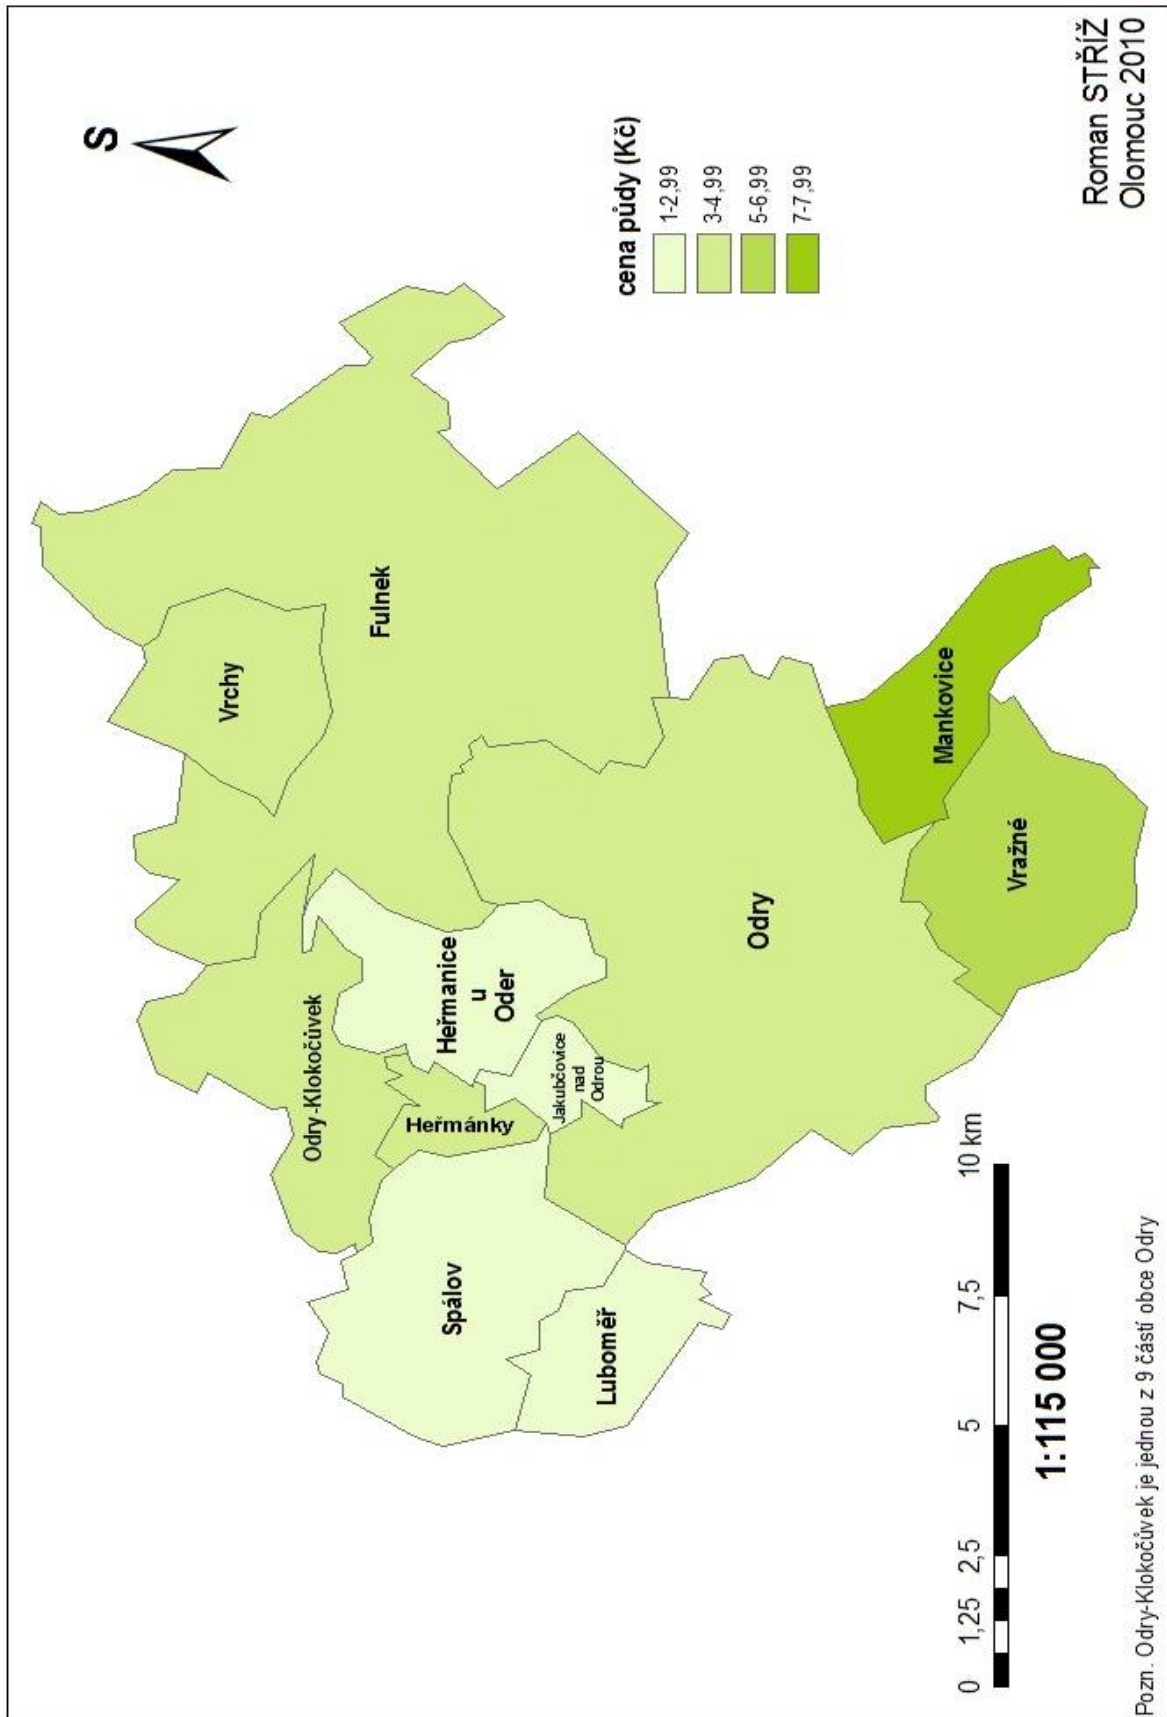 S
Vrchy
Fulnek
Odry-Klokočůvek
Heřmanice
u
Oder
Heřmánky
Jakubčovice
nad
Odrou
Spálov
Luboměř
Odry
Mankovice
Vražné
cena půdy (Kč)
1-2,99
3-4,99
5-6,99
7-7,99
0 1,25 2,5 5 7,5 10 km
1:115 000
Pozn. Odry-Klokočůvek je jednou z 9 částí obce Odry
Roman STŘÍŽ
Olomouc 2010